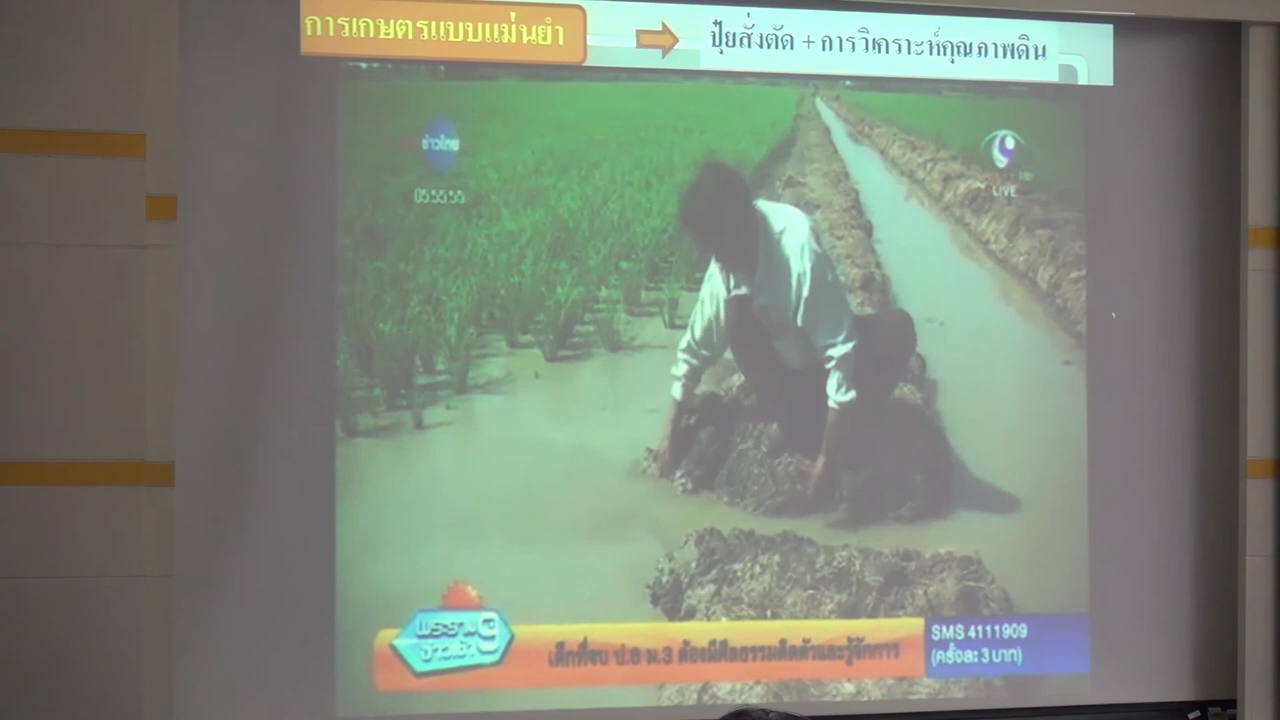 การเกษตรแบบแม่นยำ
ปุ๋ยสั่งตัด + การวิเคราะห์คุณภาพดิน
ข่าวไทย
05:55:55
LIVE
พระราม๙
ข่าวเช้า
เด็กที่จบ ป.6 ม.3 ต้องมีศีลธรรมติดตัวและรู้จักการ
SMS 4111909
(ครั้งละ 3 บาท)